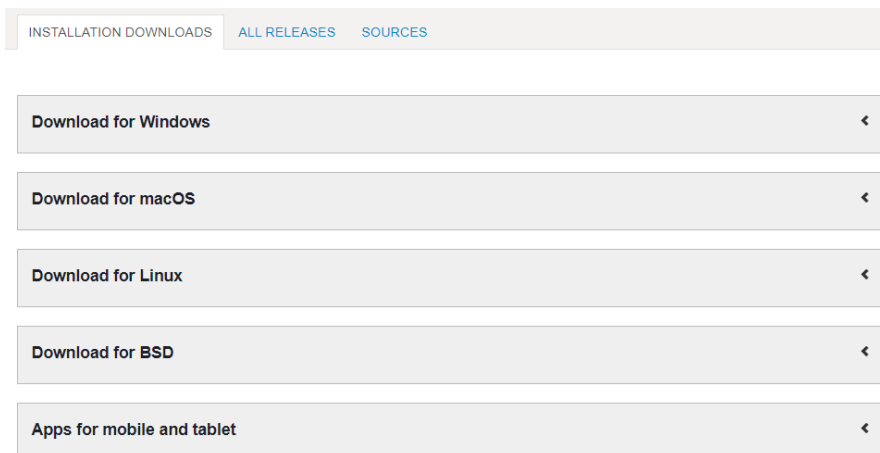 INSTALLATION DOWNLOADS ALL RELEASES SOURCES
Download for Windows
Download for macOS
Download for Linux
Download for BSD
Apps for mobile and tablet